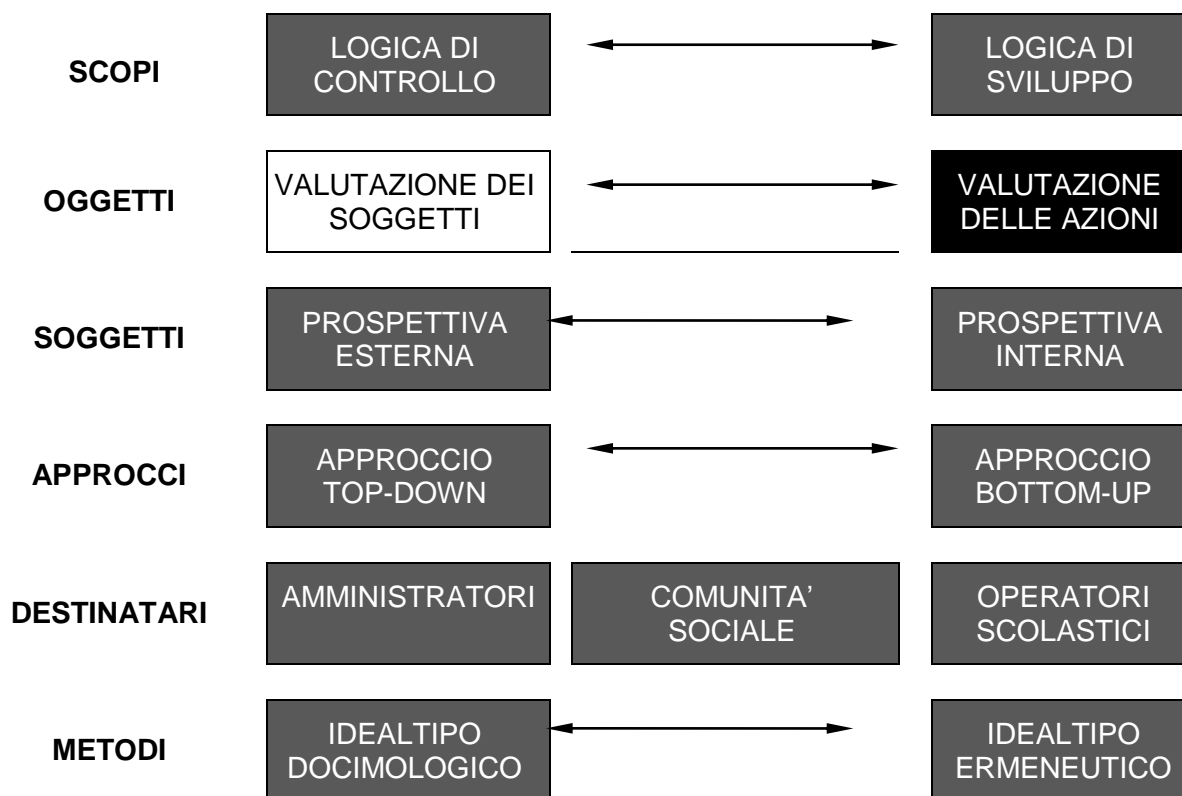 SCOPI
LOGICA DI
CONTROLLO
LOGICA DI
SVILUPPO
OGGETTI
VALUTAZIONE DEI
SOGGETTI
VALUTAZIONE
DELLE AZIONI
SOGGETTI
PROSPETTIVA
ESTERNA
PROSPETTIVA
INTERNA
APPROCCI
APPROCCIO
TOP-DOWN
APPROCCIO
BOTTOM-UP
DESTINATARI
AMMINISTRATORI
COMUNITA’
SOCIALE
OPERATORI
SCOLASTICI
METODI
IDEALTIPO
DOCIMOLOGICO
IDEALTIPO
ERMENEUTICO